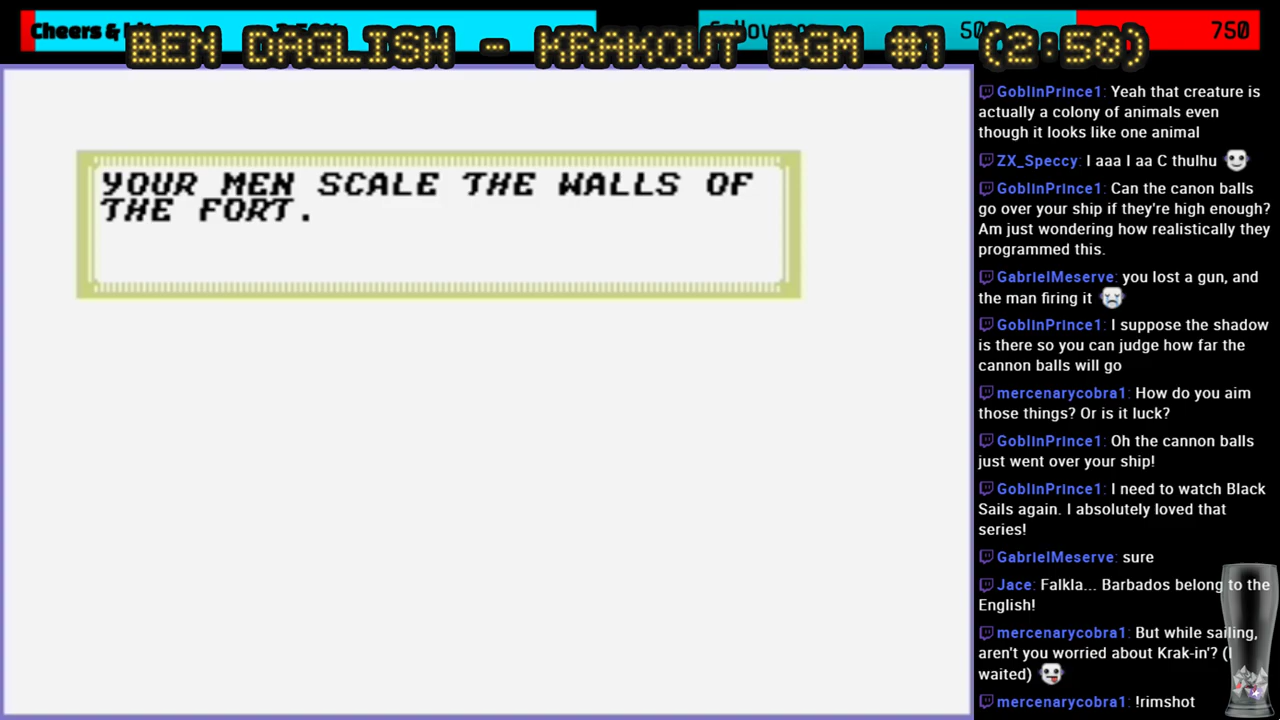 Cheers &
500
750
BEN DAGLISH - KRAKOUT BGM #1 (2:50)
YOUR MEN SCALE THE WALLS OF
THE FORT.
GoblinPrince1: Yeah that creature is
actually a colony of animals even
though it looks like one animal
ZX_Speccy: I aaa I aa C thulhu
GoblinPrince1: Can the canon balls
go over your ship if they're high enough?
Am just wondering how realistically they
programmed this.
GabrielMeserve: you lost a gun, and
the man firing it
GoblinPrince1: I suppose the shadow
is there so you can judge how far the
cannon balls will go
mercenarycobra1: How do you aim
those things? Or is it luck?
GoblinPrince1: Oh the cannon balls
just went over your ship!
GoblinPrince1: I need to watch Black
Sails again. I absolutely loved that
series!
GabrielMeserve: sure
Jace: Falkla... Barbados belong to the
English!
mercenarycobra1: But while sailing,
aren't you worried about Krak-in'? (I
waited)
mercenarycobra1: !rimshot